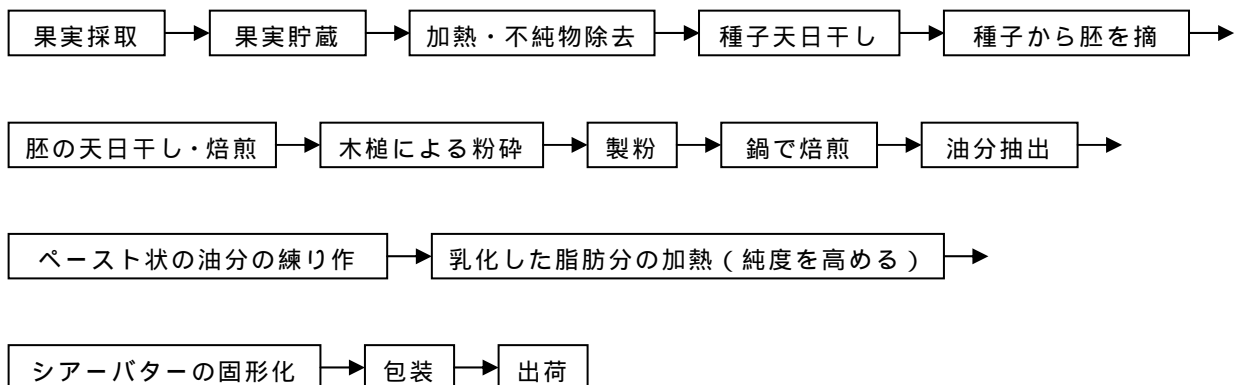 果実採取 果実貯蔵 加熱・不純物除去 種子天日干し 種子から胚を摘
胚の天日干し・焙煎 木槌による粉砕 製粉 鍋で焙煎 油分抽出
ペースト状の油分の練り作 乳化した脂肪分の加熱(純度を高める)
シアーバターの固形化 包装 出荷